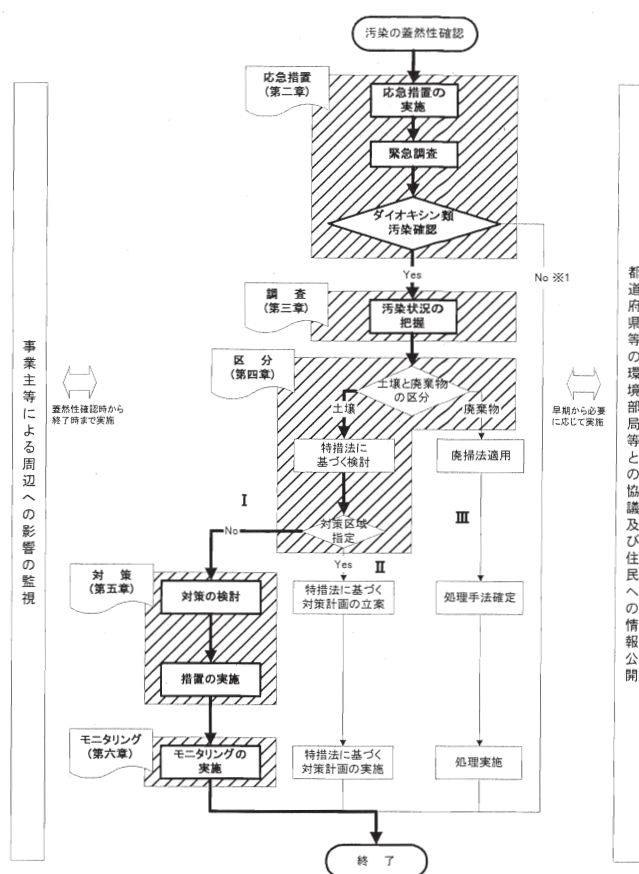 汚染の蓋然性確認
応急措置
(第二章)
応急措置の
実施
緊急調査
ダイオキシン類
汚染確認
Yes
No ※1
調　査
(第三章)
汚染状況の
把握
区　分
(第四章)
土壌と廃棄物
の区分
土壌
廃棄物
特措法に
基づく検討
廃掃法適用
Ⅰ
Ⅲ
対策区域
指定
No
Yes
Ⅱ
対　策
(第五章)
対策の検討
特措法に基づく
対策計画の立案
処理手法確定
措置の実施
モニタリング
(第六章)
モニタリングの
実施
特措法に基づく
対策計画の実施
処理実施
終　了
事業主等による周辺への影響の監視
蓋然性確認時から
終了時まで実施
早期から必要
に応じて実施
都道府県等の環境部局等との協議及び住民への情報公開